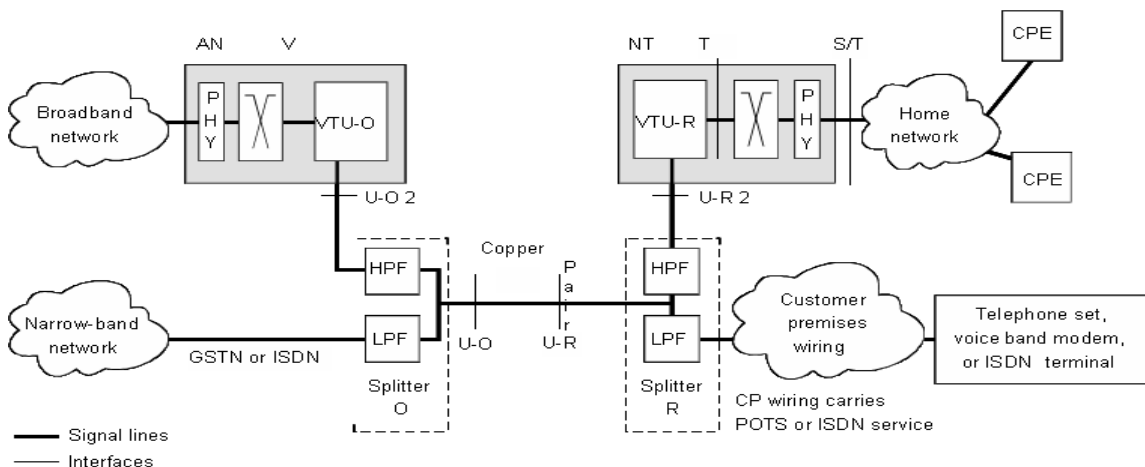 CPE
AN
V
NT
T
S/T
Broadband
network
P
H
Y
VTU-O
VTU-R
P
H
Y
Home
network
CPE
U-O 2
U-R 2
Copper
P
a
i
r
HPF
HPF
Narrow-band
network
GSTN or ISDN
LPF
U-O
U-R
LPF
Customer
premises
wiring
Telephone set,
voice band modem,
or ISDN terminal
Splitter
O
Splitter
R
CP wiring carries
POTS or ISDN service
Signal lines
Interfaces